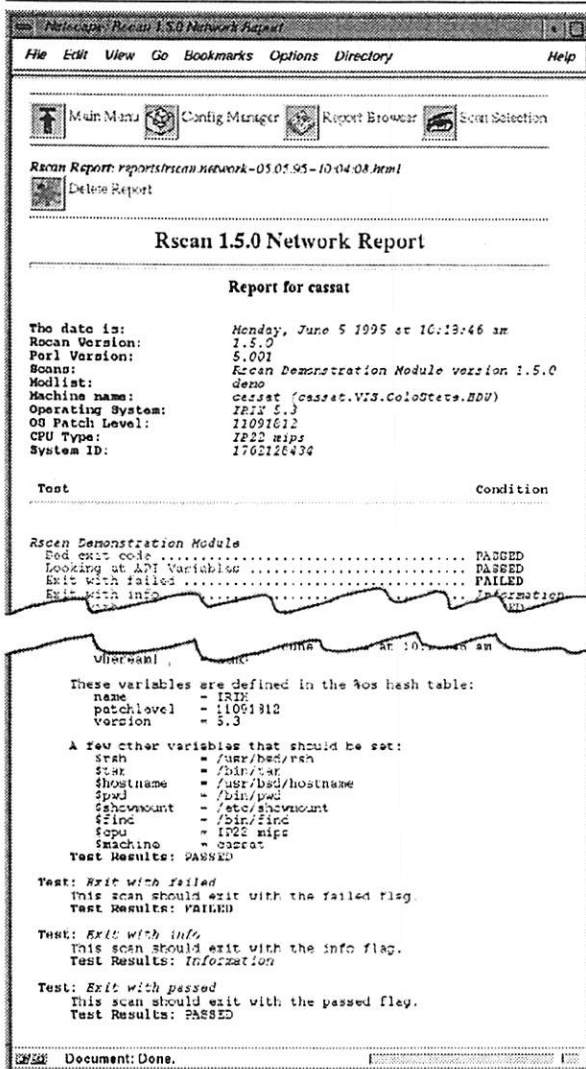 Netscape: Rscan 1.5.0 Network Report
File Edit View Go Bookmarks Options Directory Help
Main Menu Config Manager Report Browser Scan Selection
Rscan Report: reports/rscan.network-05.05.95-10:04:08.html
Delete Report
Rscan 1.5.0 Network Report
Report for cassat
The date is: Monday, June 5 1995 at 10:19:46 am
Rscan Version: 1.5.0
Perl Version: 5.001
Scans: Rscan Demonstration Module version 1.5.0
Modlist: demo
Machine name: cassat (cassat.VIS.ColoState.EDU)
Operating System: IRIX 5.3
OS Patch Level: 11091812
CPU Type: IP22 mips
System ID: 1762128434
Test Condition
Rscan Demonstration Module
Bad exit code ........................................ PASSED
Looking at API Variables ............................. PASSED
Exit with failed ..................................... FAILED
Exit with info ....................................... Information
at 10: am
whereami
These variables are defined in the %os hash table:
name = IRIX
patchlevel = 11091812
version = 5.3
A few other variables that should be set:
$rsh = /usr/bsd/rsh
$tar = /bin/tar
$hostname = /usr/bsd/hostname
$pwd = /bin/pwd
$showmount = /etc/showmount
$find = /bin/find
$cpu = IP22 mips
$machine = cassat
Test Results: PASSED
Test: Exit with failed
This scan should exit with the failed flag.
Test Results: FAILED
Test: Exit with info
This scan should exit with the info flag.
Test Results: Information
Test: Exit with passed
This scan should exit with the passed flag.
Test Results: PASSED
Document: Done.